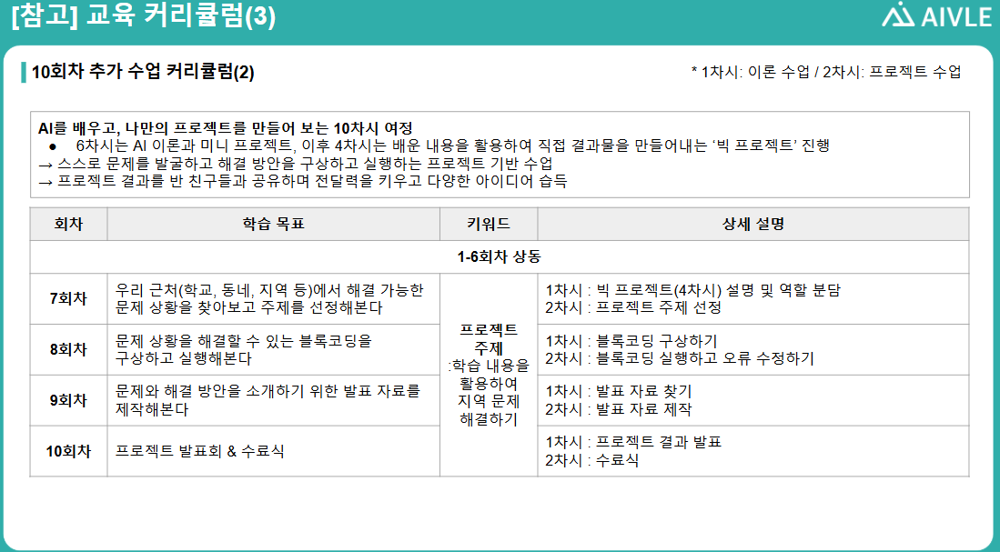 [참고] 교육 커리큘럼(3)
AIVLE
10회차 추가 수업 커리큘럼(2)
* 1차시: 이론 수업 / 2차시: 프로젝트 수업
AI를 배우고, 나만의 프로젝트를 만들어 보는 10차시 여정
● 6차시는 AI 이론과 미니 프로젝트, 이후 4차시는 배운 내용을 활용하여 직접 결과물을 만들어내는 ‘빅 프로젝트’ 진행
→ 스스로 문제를 발굴하고 해결 방안을 구상하고 실행하는 프로젝트 기반 수업
→ 프로젝트 결과를 반 친구들과 공유하며 전달력을 키우고 다양한 아이디어 습득
회차 학습 목표 키워드 상세 설명
1-6회차 상동
7회차
우리 근처(학교, 동네, 지역 등)에서 해결 가능한
문제 상황을 찾아보고 주제를 선정해본다
1차시 : 빅 프로젝트(4차시) 설명 및 역할 분담
2차시 : 프로젝트 주제 선정
8회차
문제 상황을 해결할 수 있는 블록코딩을
구상하고 실행해본다
1차시 : 블록코딩 구상하기
2차시 : 블록코딩 실행하고 오류 수정하기
9회차
문제와 해결 방안을 소개하기 위한 발표 자료를
제작해본다
1차시 : 발표 자료 찾기
2차시 : 발표 자료 제작
10회차
프로젝트 발표회 & 수료식
1차시 : 프로젝트 결과 발표
2차시 : 수료식
프로젝트
주제
:학습 내용을
활용하여
지역 문제
해결하기